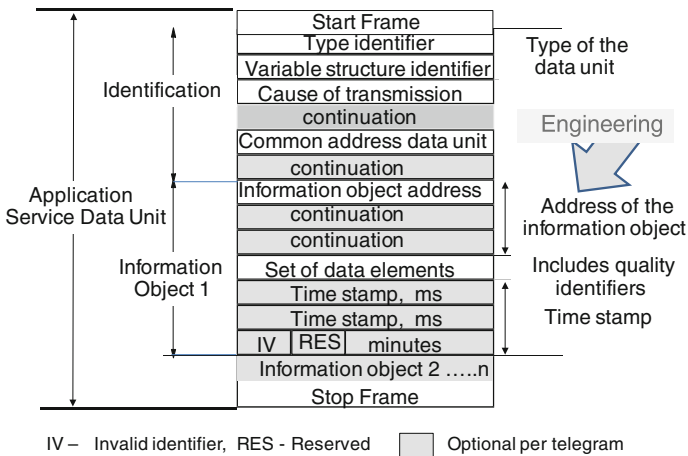 Start Frame
Type identifier
Variable structure identifier
Cause of transmission
continuation
Common address data unit
continuation
Information object address
continuation
continuation
Set of data elements
Time stamp, ms
Time stamp, ms
IV RES minutes
Information object 2 .....n
Stop Frame
Identification
Application
Service Data Unit
Information
Object 1
Type of the
data unit
Engineering
Address of the
information object
Includes quality
identifiers
Time stamp
IV – Invalid identifier, RES - Reserved
Optional per telegram